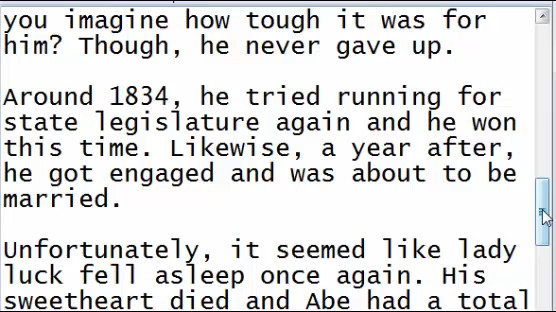 you imagine how tough it was for
him? Though, he never gave up.
Around 1834, he tried running for
state legislature again and he won
this time. Likewise, a year after,
he got engaged and was about to be
married.
Unfortunately, it seemed like lady
luck fell asleep once again. His
sweetheart died and Abe had a total